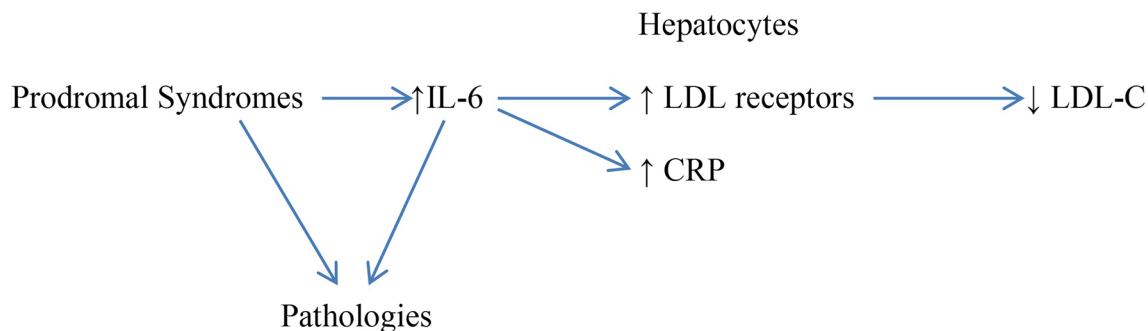 Hepatocytes
Prodromal Syndromes ↑IL-6 ↑ LDL receptors ↓ LDL-C
↑ CRP
Pathologies